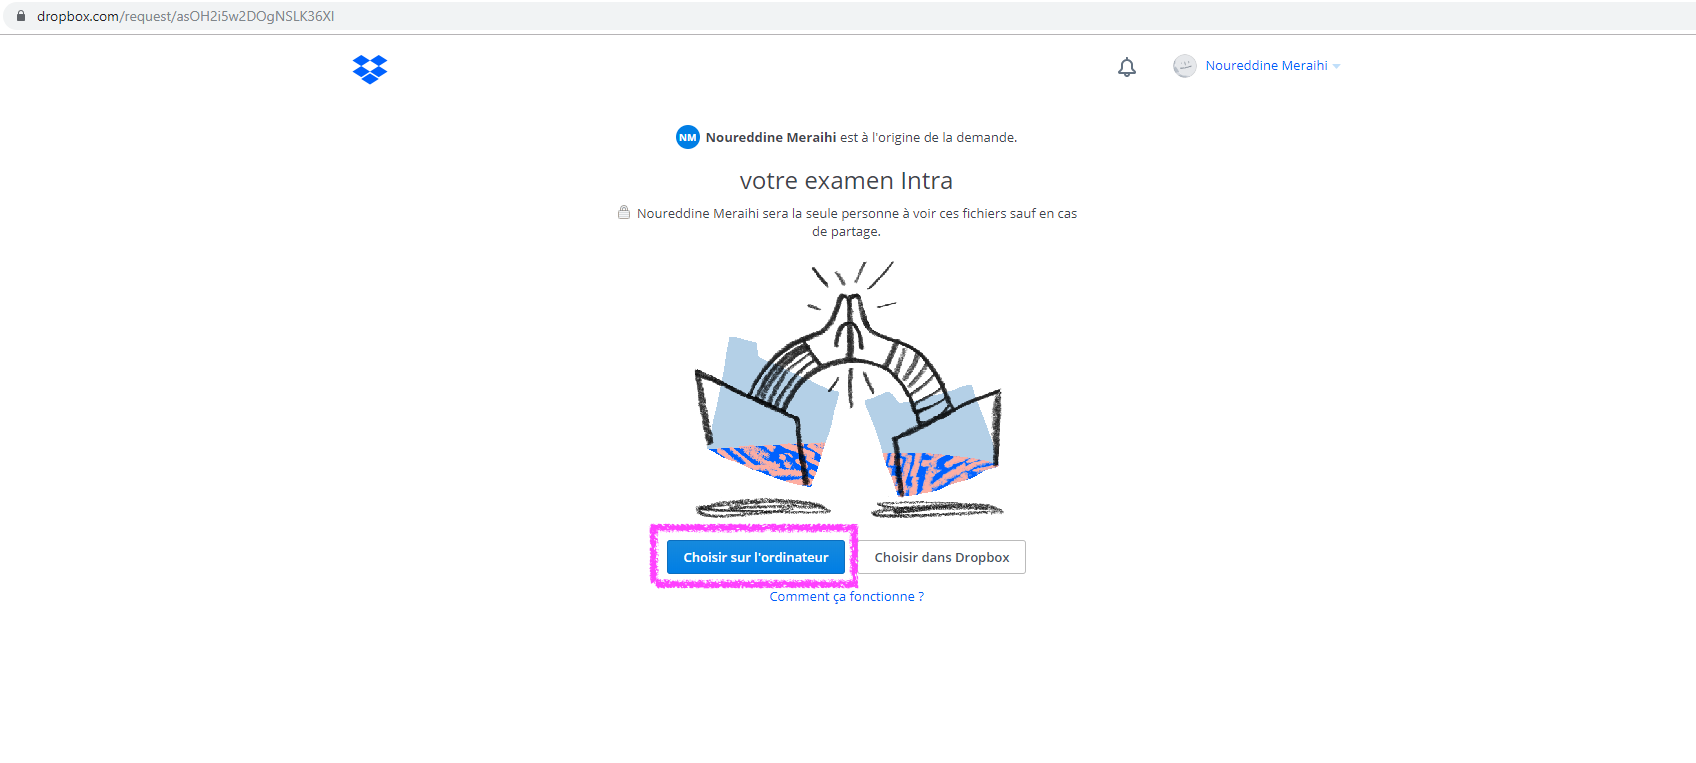 dropbox.com/request/asOH2i5w2DOgNSLK36XI
Noureddine Meraihi
NM Noureddine Meraihi est à l'origine de la demande.
votre examen Intra
Noureddine Meraihi sera la seule personne à voir ces fichiers sauf en cas
de partage.
Choisir sur l'ordinateur
Choisir dans Dropbox
Comment ça fonctionne ?